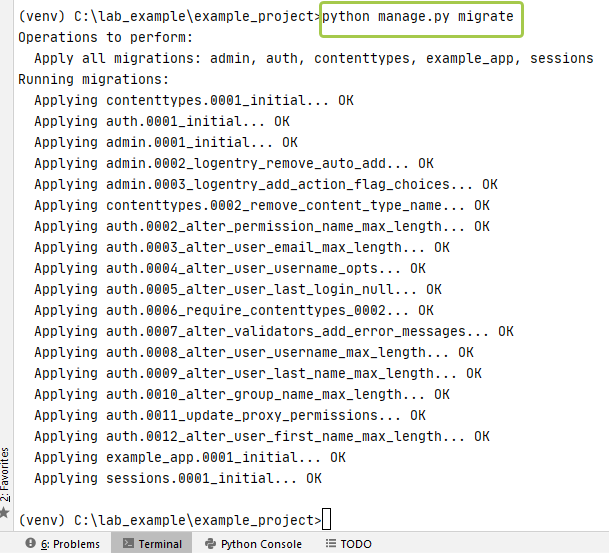 (venv) C:\lab_example\example_project>python manage.py migrate
Operations to perform:
  Apply all migrations: admin, auth, contenttypes, example_app, sessions
Running migrations:
  Applying contenttypes.0001_initial... OK
  Applying auth.0001_initial... OK
  Applying admin.0001_initial... OK
  Applying admin.0002_logentry_remove_auto_add... OK
  Applying admin.0003_logentry_add_action_flag_choices... OK
  Applying contenttypes.0002_remove_content_type_name... OK
  Applying auth.0002_alter_permission_name_max_length... OK
  Applying auth.0003_alter_user_email_max_length... OK
  Applying auth.0004_alter_user_username_opts... OK
  Applying auth.0005_alter_user_last_login_null... OK
  Applying auth.0006_require_contenttypes_0002... OK
  Applying auth.0007_alter_validators_add_error_messages... OK
  Applying auth.0008_alter_user_username_max_length... OK
  Applying auth.0009_alter_user_last_name_max_length... OK
  Applying auth.0010_alter_group_name_max_length... OK
  Applying auth.0011_update_proxy_permissions... OK
  Applying auth.0012_alter_user_first_name_max_length... OK
  Applying example_app.0001_initial... OK
  Applying sessions.0001_initial... OK
(venv) C:\lab_example\example_project>
2: Favorites
6: Problems Terminal Python Console TODO